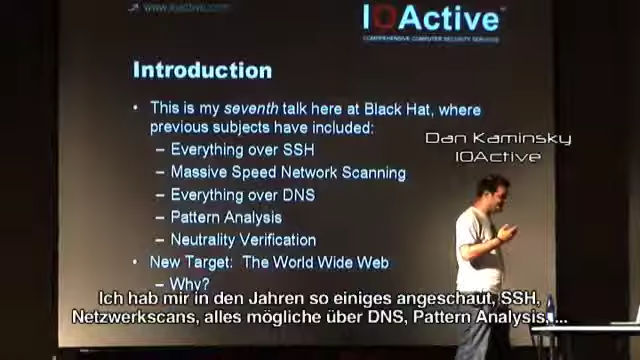 www.ioactive.com
IOActive
COMPREHENSIVE COMPUTER SECURITY SERVICES
Introduction
• This is my seventh talk here at Black Hat, where
previous subjects have included:
– Everything over SSH
– Massive Speed Network Scanning
– Everything over DNS
– Pattern Analysis
– Neutrality Verification
• New Target: The World Wide Web
– Why?
Dan Kaminsky
IOActive
Ich hab mir in den Jahren so einiges angeschaut, SSH,
Netzwerkscans, alles mögliche über DNS, Pattern Analysis, ...